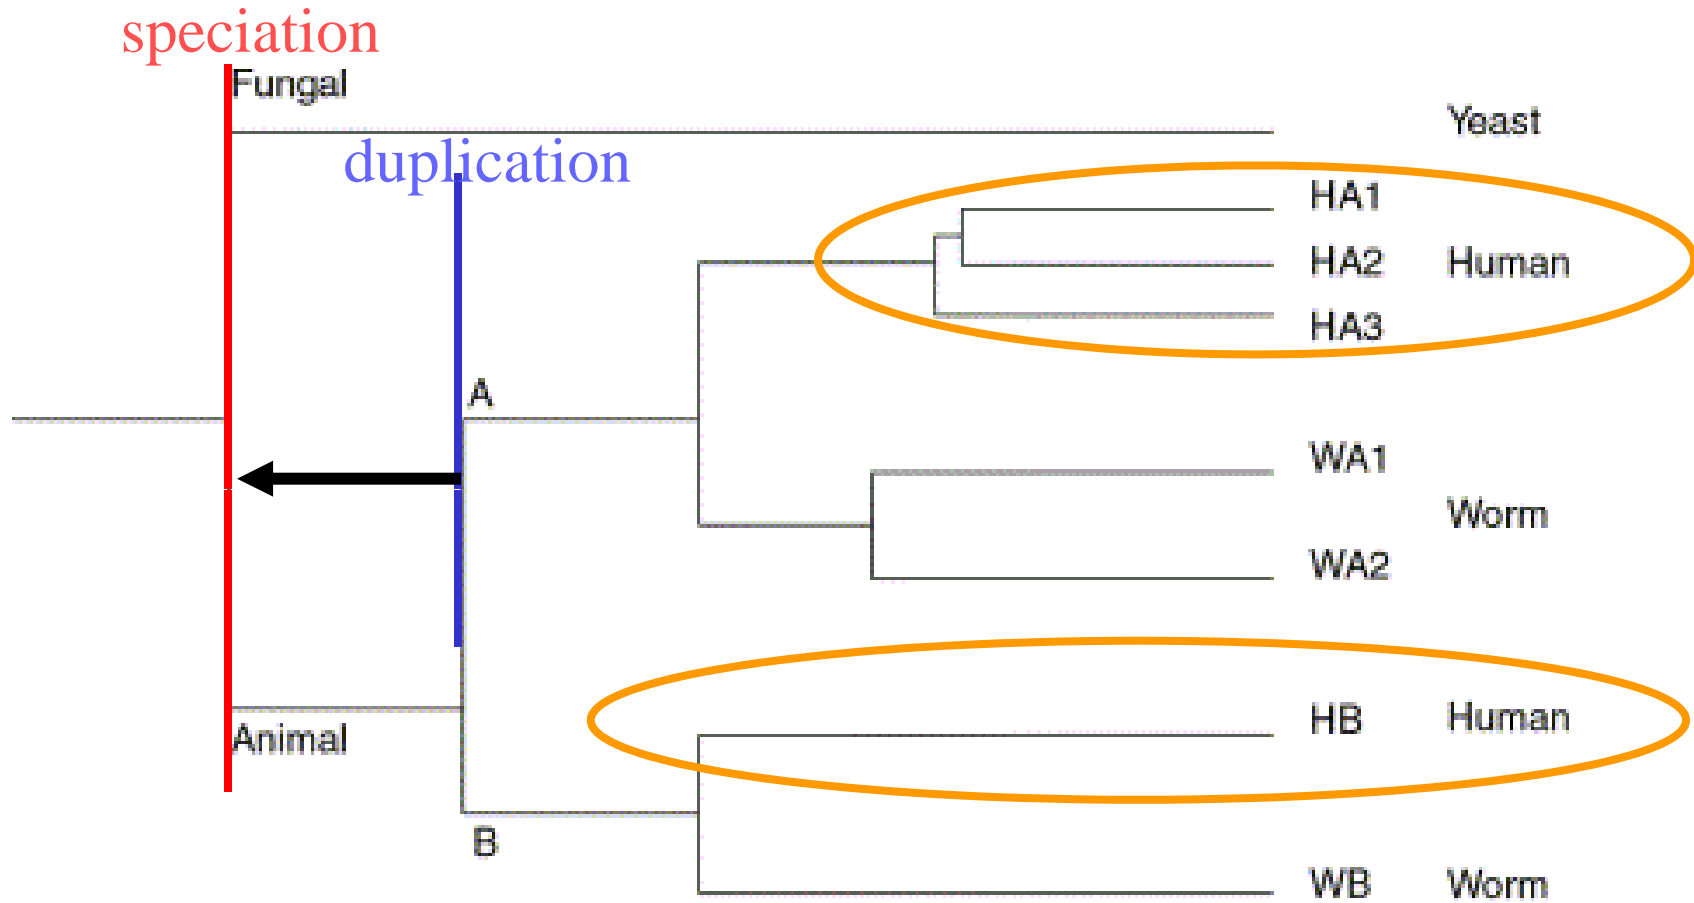 speciation
Fungal
Yeast
duplication
HA1
HA2 Human
HA3
A
WA1
Worm
WA2
HB Human
Animal
B
WB Worm